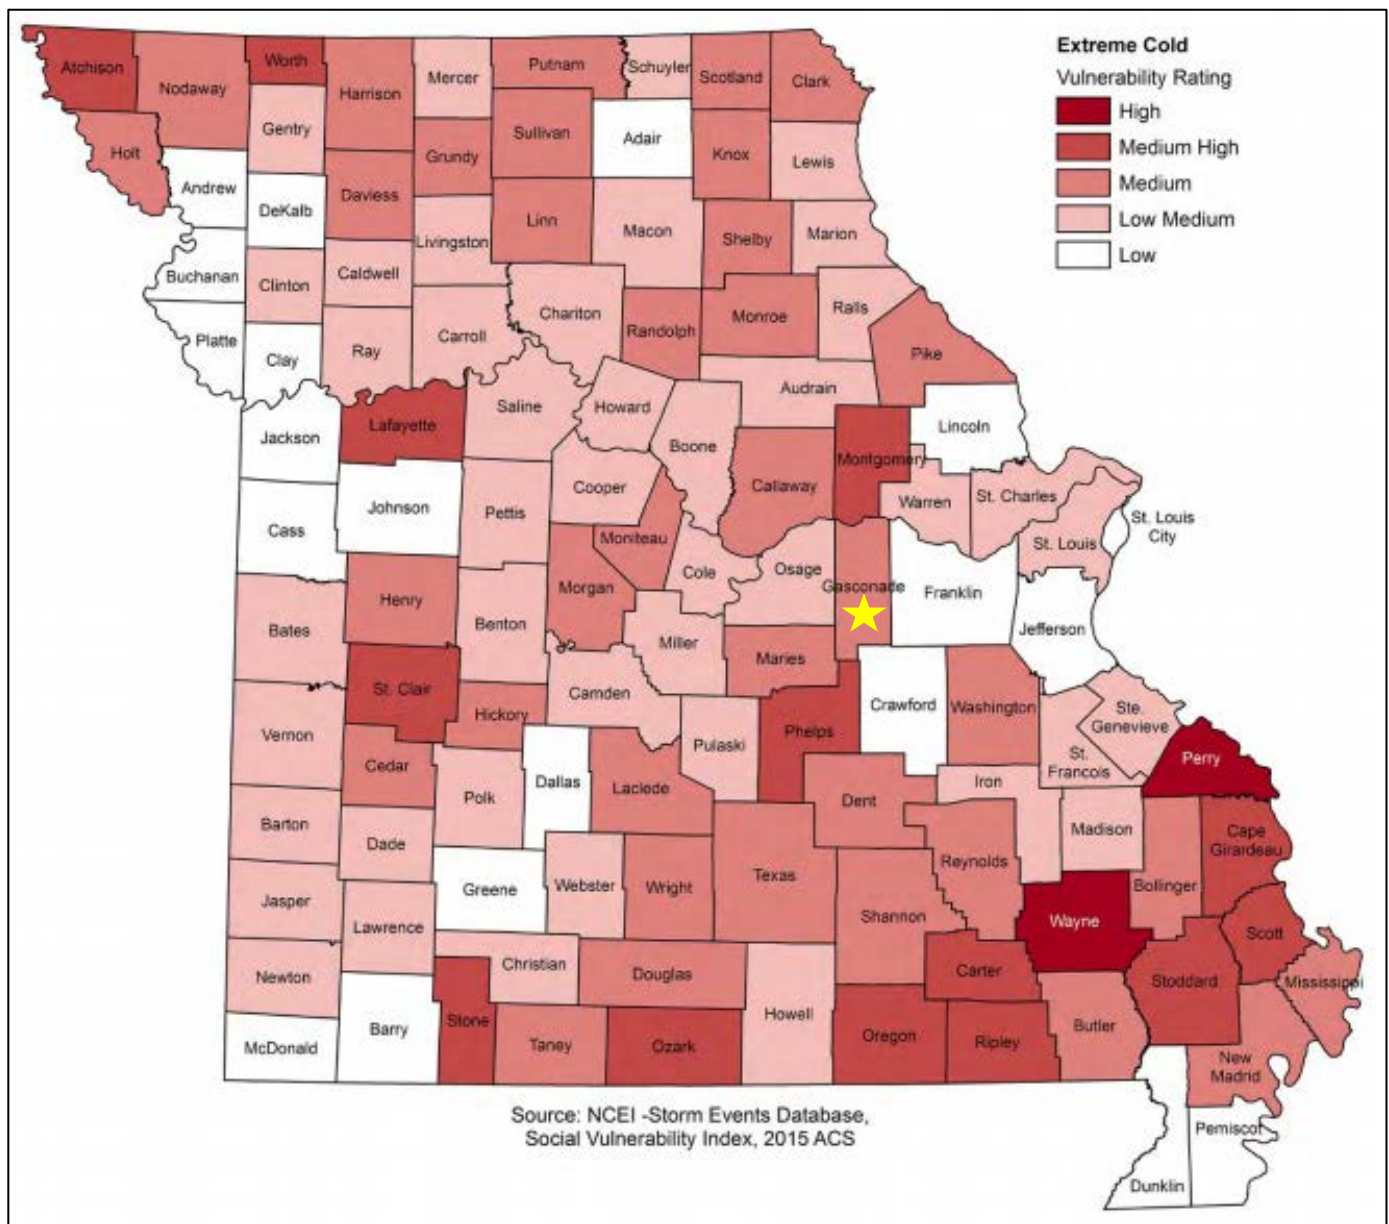 Extreme Cold
Vulnerability Rating
High
Medium High
Medium
Low Medium
Low
Atchison
Nodaway
Worth
Harrison
Mercer
Putnam
Schuyler
Scotland
Clark
Gentry
Sullivan
Adair
Holt
Grundy
Knox
Lewis
Andrew
DeKalb
Daviess
Linn
Macon
Shelby
Marion
Livingston
Buchanan
Clinton
Caldwell
Chariton
Randolph
Monroe
Ralls
Platte
Clay
Ray
Carroll
Pike
Audrain
Saline
Howard
Lafayette
Jackson
Boone
Lincoln
Montgomery
Callaway
Cooper
Johnson
Pettis
Warren
St. Charles
St. Louis
City
Cass
Moniteau
St. Louis
Cole
Osage
Gasconade
Franklin
Morgan
Henry
Benton
Bates
Miller
Jefferson
Maries
St. Clair
Camden
Hickory
Crawford
Washington
Ste.
Genevieve
Vernon
Phelps
Pulaski
St.
Francois
Perry
Cedar
Polk
Dallas
Laclede
Dent
Iron
Barton
Dade
Madison
Cape
Girardeau
Reynolds
Greene
Webster
Wright
Texas
Bollinger
Jasper
Lawrence
Shannon
Wayne
Scott
Newton
Christian
Douglas
Carter
Stoddard
Mississippi
McDonald
Barry
Stone
Taney
Ozark
Howell
Oregon
Ripley
Butler
New
Madrid
Pemiscot
Dunklin
Source: NCEI -Storm Events Database,
Social Vulnerability Index, 2015 ACS